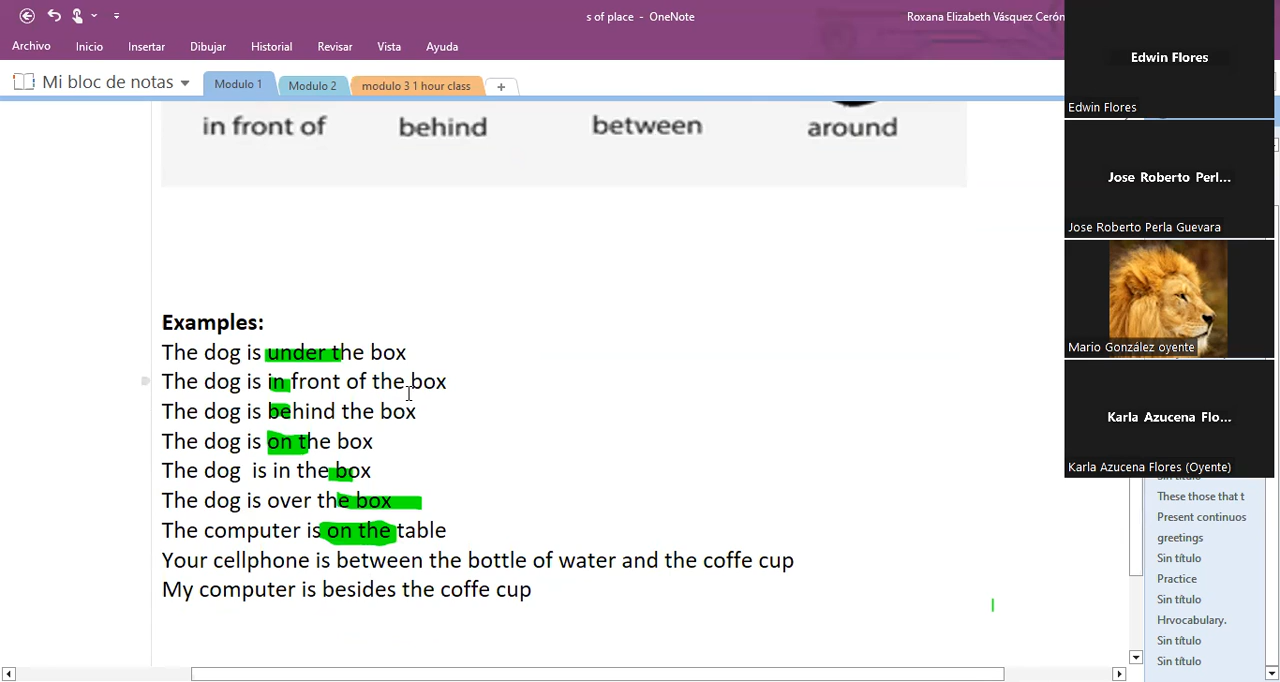 s of place - OneNote
Roxana Elizabeth Vásquez Cerón
Archivo Inicio Insertar Dibujar Historial Revisar Vista Ayuda
Mi bloc de notas Modulo 1 Modulo 2 modulo 3 1 hour class
in front of behind between around
Examples:
The dog is under the box
The dog is in front of the box
The dog is behind the box
The dog is on the box
The dog is in the box
The dog is over the box
The computer is on the table
Your cellphone is between the bottle of water and the coffe cup
My computer is besides the coffe cup
Edwin Flores
Edwin Flores
Jose Roberto Perl...
Jose Roberto Perla Guevara
Mario González oyente
Karla Azucena Flo...
Karla Azucena Flores (Oyente)
These those that t
Present continuos
greetings
Sin título
Practice
Sin título
Hrvocabulary.
Sin título
Sin título